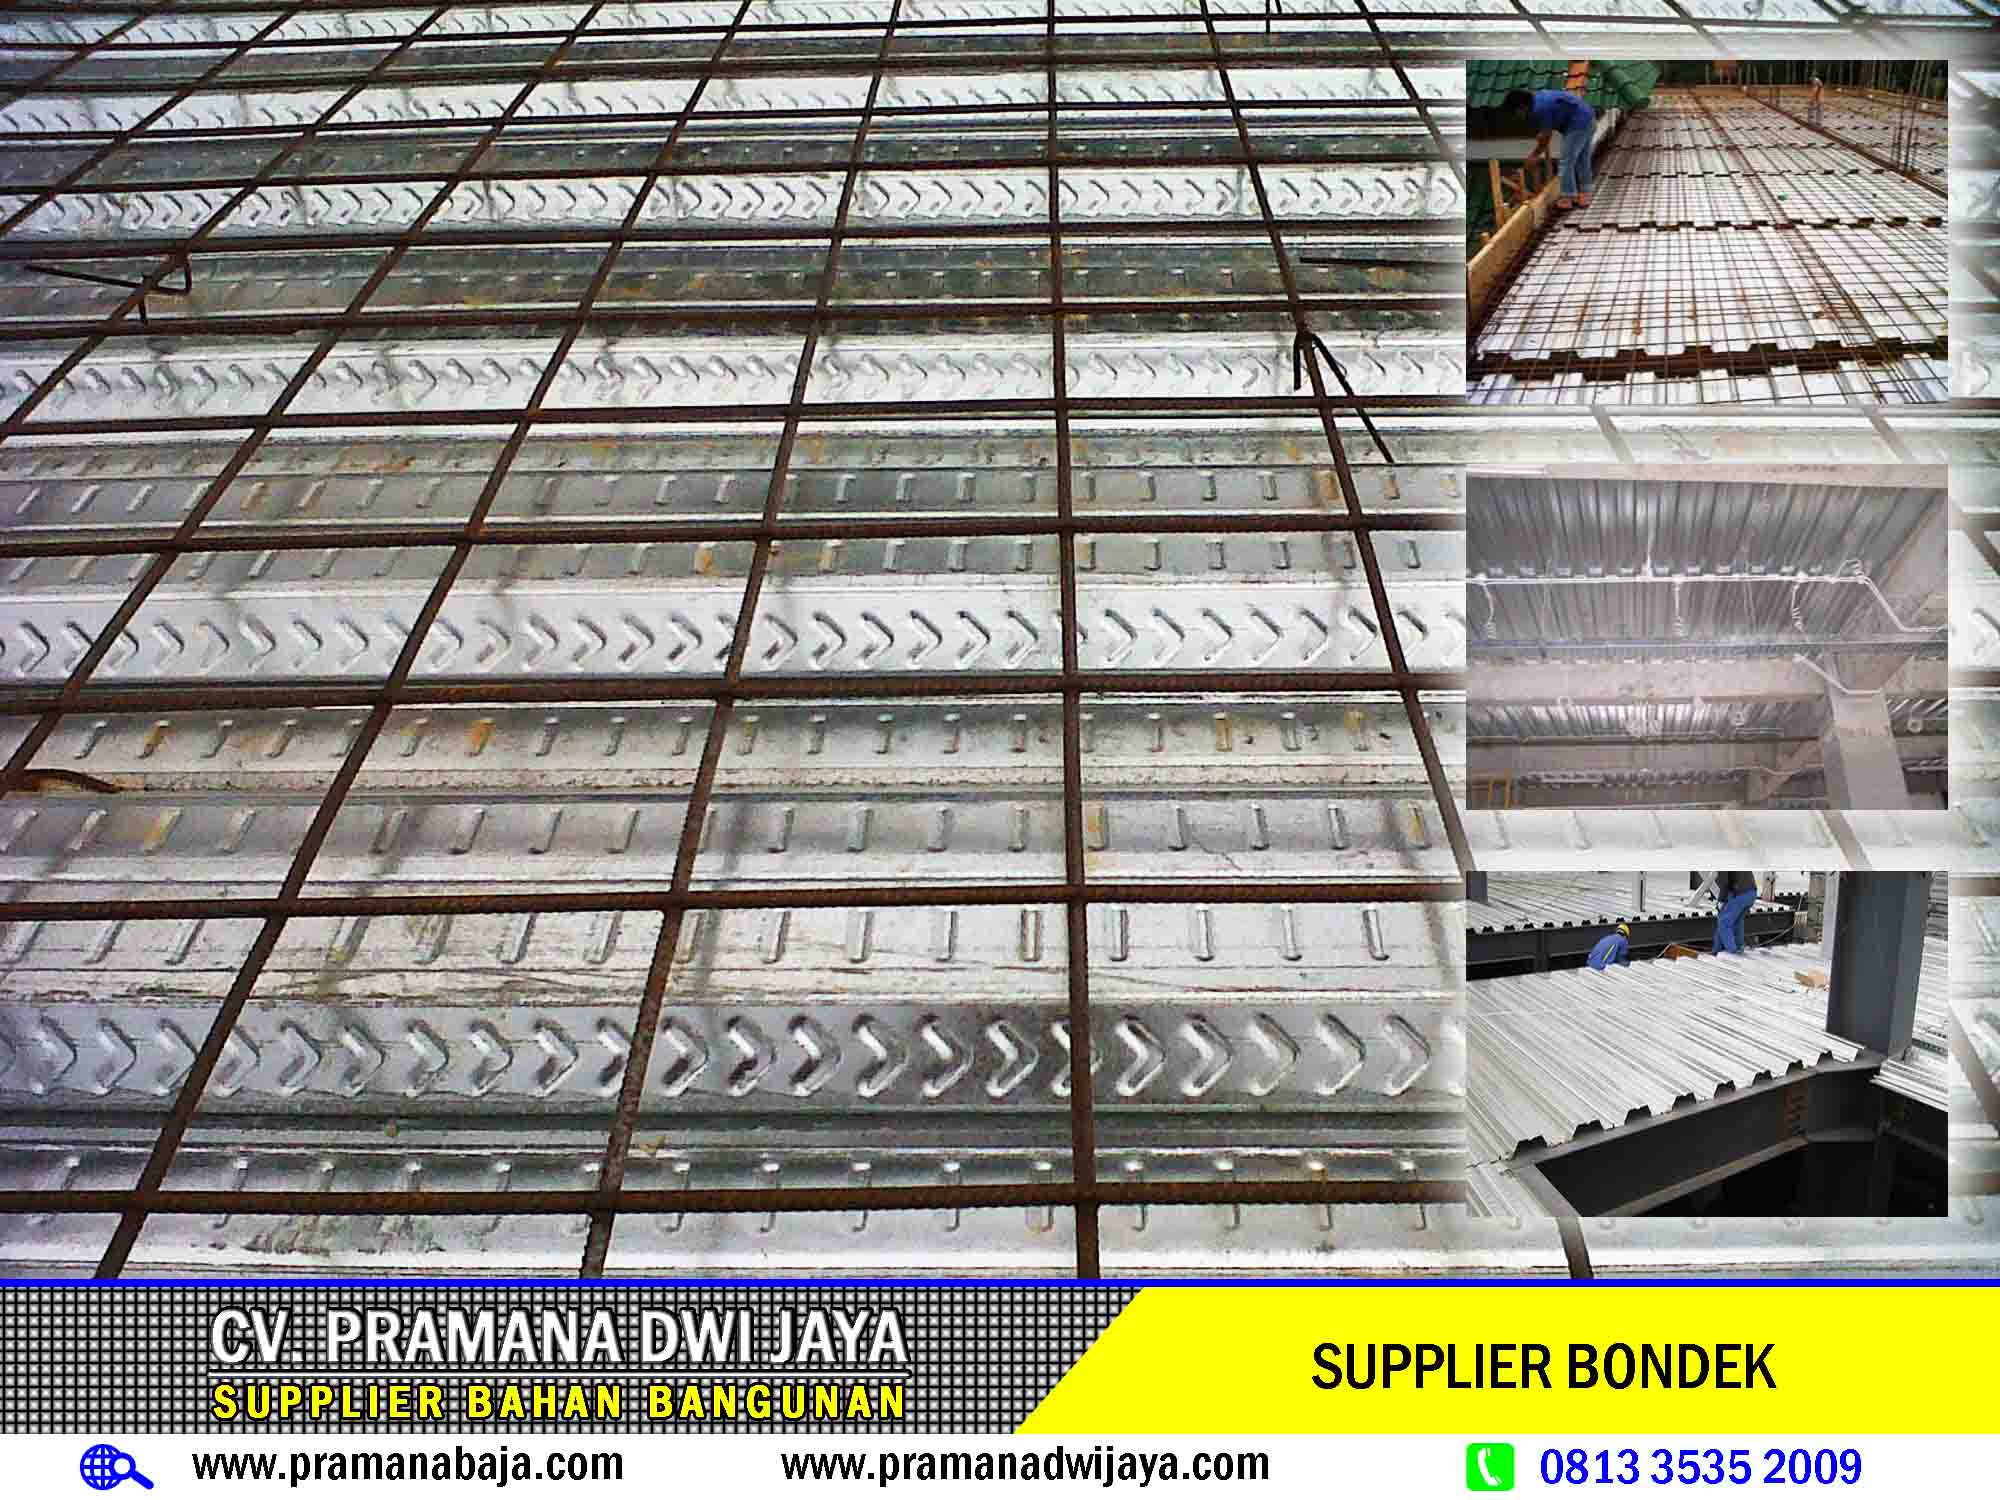 CV. PRAMANA DWI JAYA
SUPPLIER BAHAN BANGUNAN
SUPPLIER BONDEK
www.pramanabaja.com
www.pramanadwijaya.com
0813 3535 2009